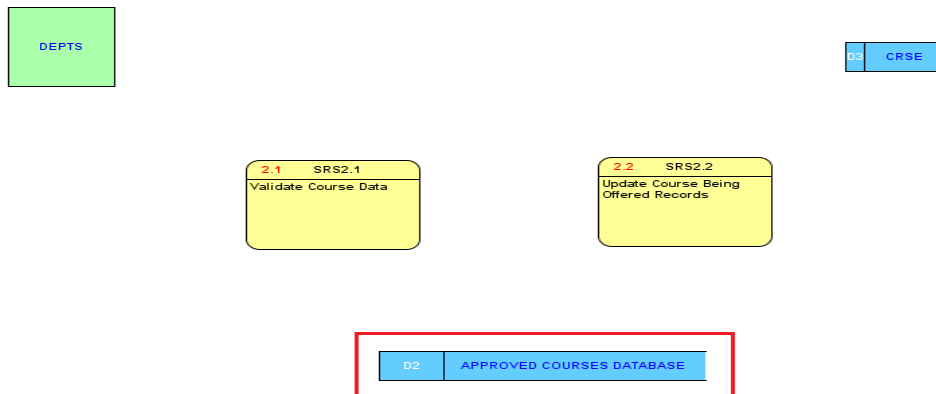 DEPTS
D3 CRSE
2.1 SRS2.1
Validate Course Data
2.2 SRS2.2
Update Course Being
Offered Records
D2 APPROVED COURSES DATABASE